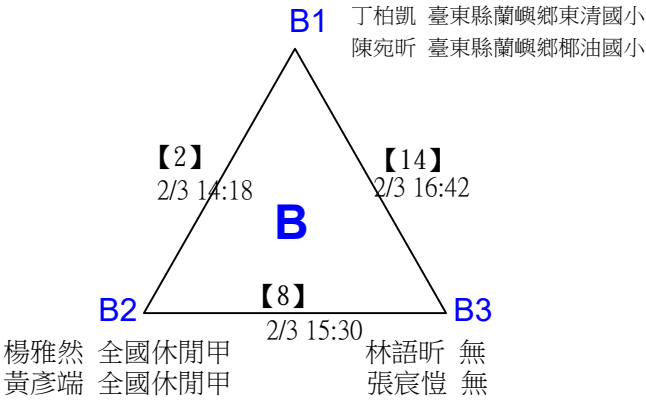 B1
丁柏凱 臺東縣蘭嶼鄉東清國小
陳宛昕 臺東縣蘭嶼鄉椰油國小
【2】
2/3 14:18
【14】
2/3 16:42
B
【8】
2/3 15:30
B2
B3
楊雅然 全國休閒甲
林語昕 無
黃彥端 全國休閒甲
張宸愷 無